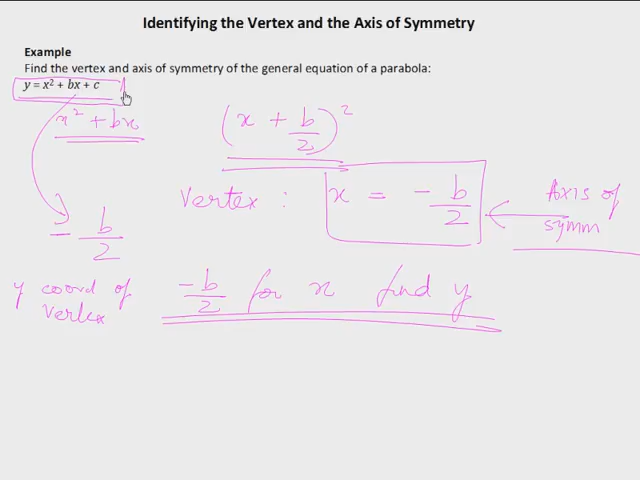 Identifying the Vertex and the Axis of Symmetry
Example
Find the vertex and axis of symmetry of the general equation of a parabola:
y = x² + bx + c
x² + bx
(x + b/2)²
Vertex : x = - b/2
Axis of
symm
- b/2
y coord of
vertex
-b/2 for x find y